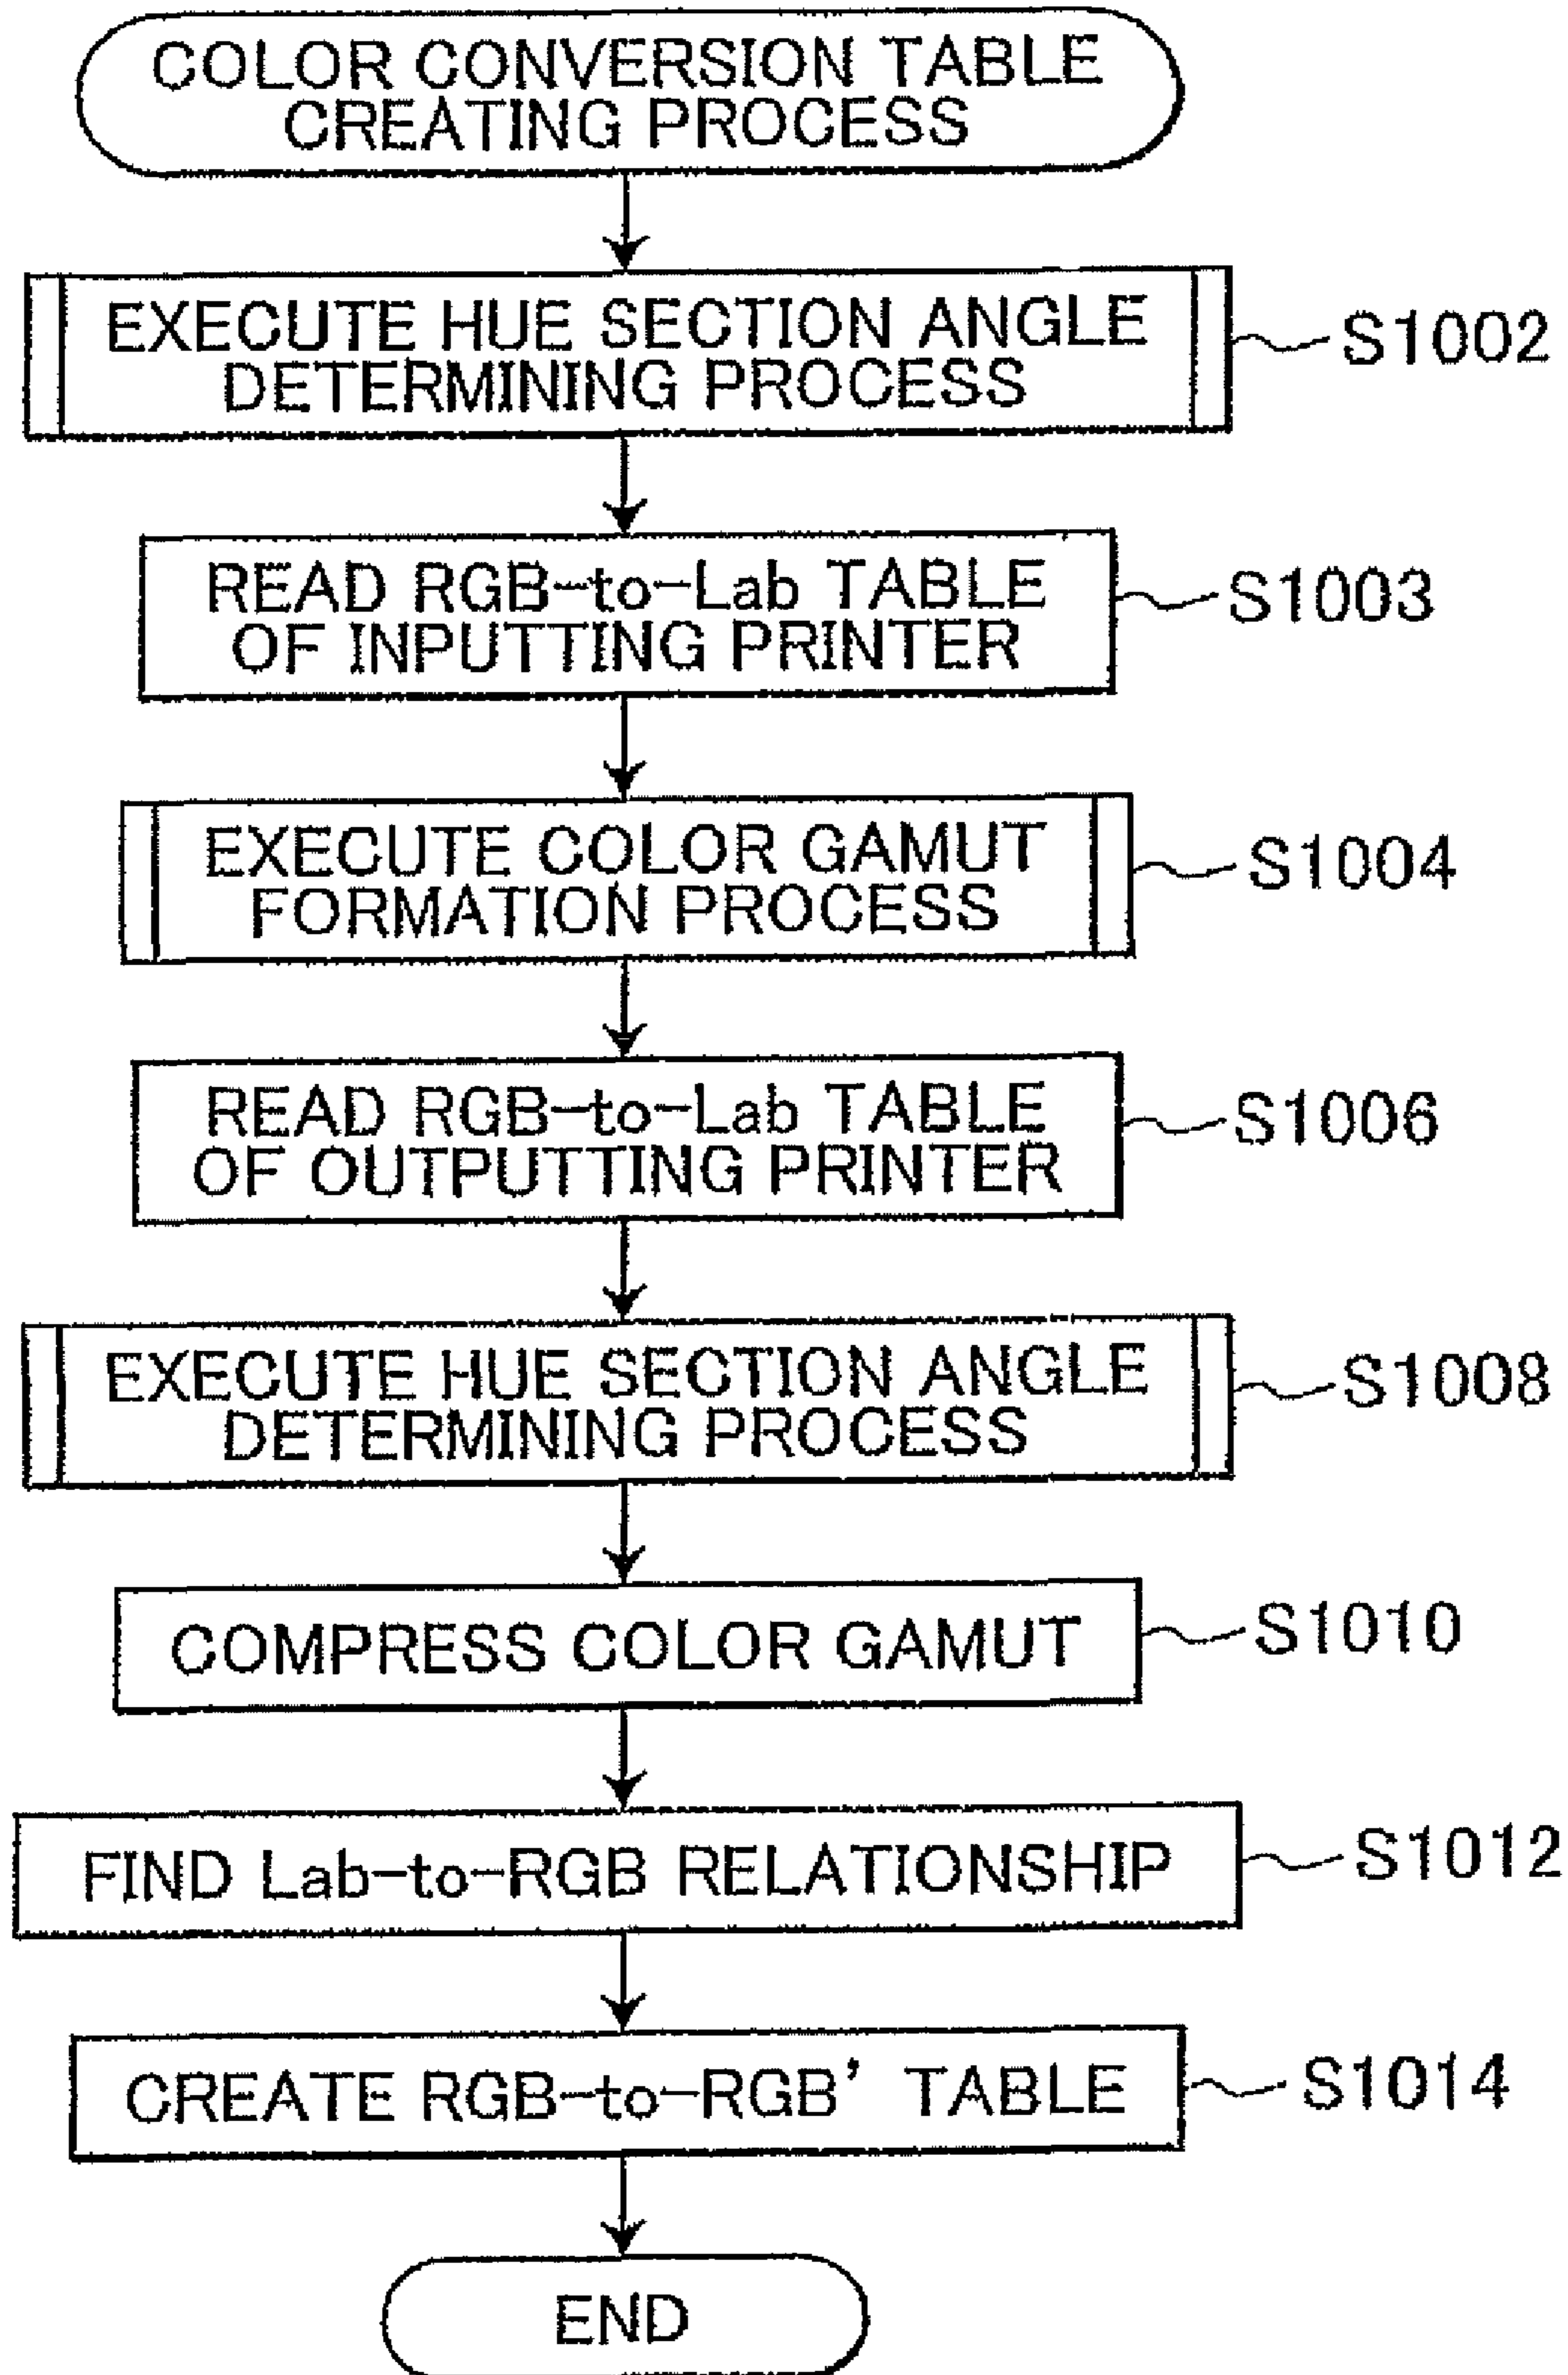 COLOR CONVERSION TABLE
CREATING PROCESS
EXECUTE HUE SECTION ANGLE
DETERMINING PROCESS
S1002
READ RGB-to-Lab TABLE
OF INPUTTING PRINTER
S1003
EXECUTE COLOR GAMUT
FORMATION PROCESS
S1004
READ RGB-to-Lab TABLE
OF OUTPUTTING PRINTER
S1006
EXECUTE HUE SECTION ANGLE
DETERMINING PROCESS
S1008
COMPRESS COLOR GAMUT
S1010
FIND Lab-to-RGB RELATIONSHIP
S1012
CREATE RGB-to-RGB' TABLE
S1014
END